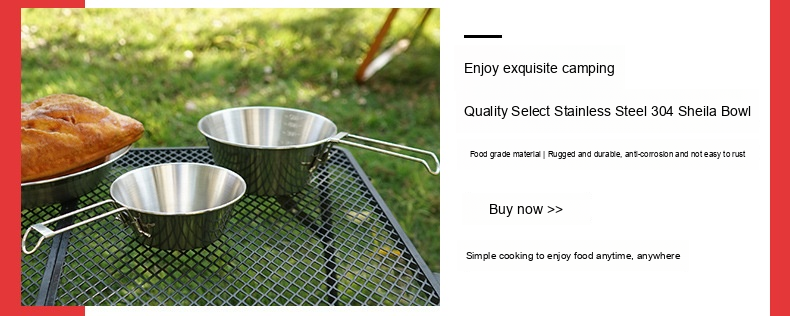 Enjoy exquisite camping
Quality Select Stainless Steel 304 Sheila Bowl
Food grade material | Rugged and durable, anti-corrosion and not easy to rust
Buy now >>
Simple cooking to enjoy food anytime, anywhere